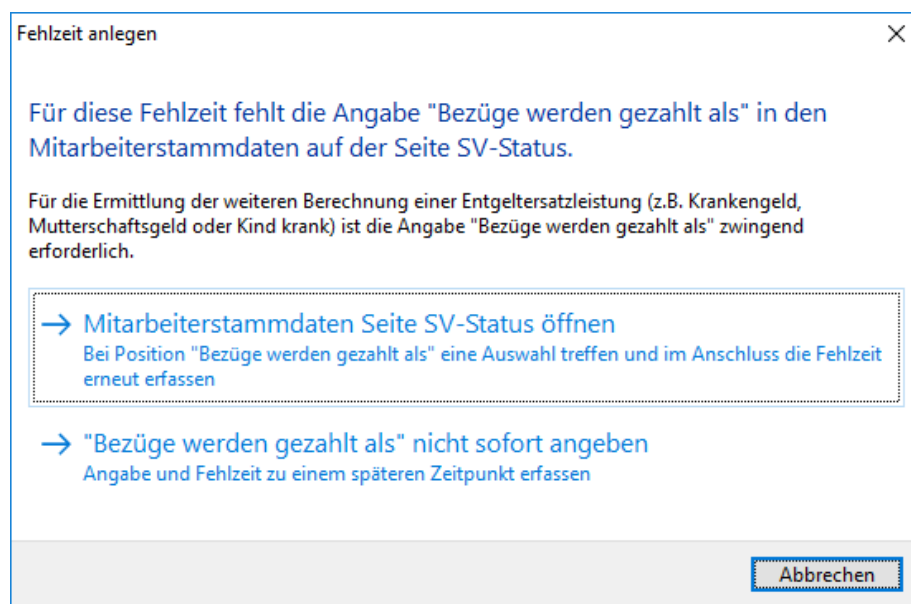 Fehlzeit anlegen
Für diese Fehlzeit fehlt die Angabe "Bezüge werden gezahlt als" in den
Mitarbeiterstammdaten auf der Seite SV-Status.
Für die Ermittlung der weiteren Berechnung einer Entgeltersatzleistung (z.B. Krankengeld,
Mutterschaftsgeld oder Kind krank) ist die Angabe "Bezüge werden gezahlt als" zwingend
erforderlich.
Mitarbeiterstammdaten Seite SV-Status öffnen
Bei Position "Bezüge werden gezahlt als" eine Auswahl treffen und im Anschluss die Fehlzeit
erneut erfassen
"Bezüge werden gezahlt als" nicht sofort angeben
Angabe und Fehlzeit zu einem späteren Zeitpunkt erfassen
Abbrechen